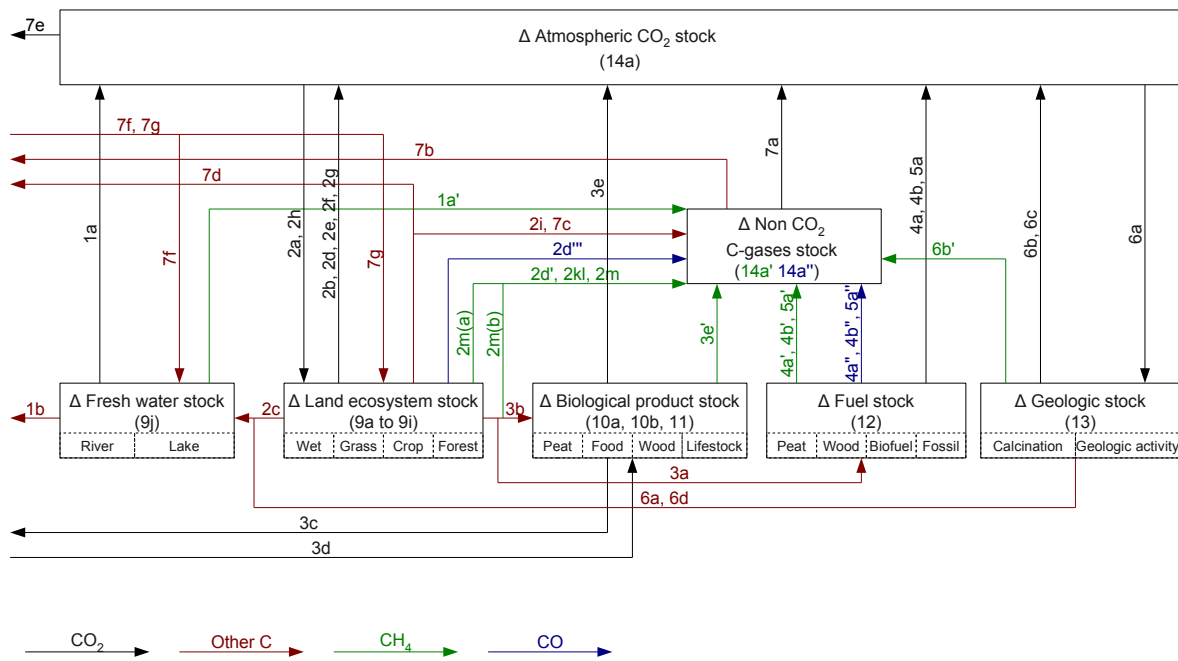 7e
Δ Atmospheric CO2 stock
(14a)
7f, 7g
7b
7d
1a
7f
2a, 2h
2b, 2d, 2e, 2f, 2g
7g
1a'
2i, 7c
2d'''
2d', 2kl, 2m
2m(a)
2m(b)
3e
7a
4a, 4b, 5a
6b, 6c
6a
Δ Non CO2
C-gases stock
(14a' 14a'')
6b'
3e'
4a', 4b', 5a'
4a'', 4b'', 5a''
1b
Δ Fresh water stock
(9j)
River Lake
2c
Δ Land ecosystem stock
(9a to 9i)
Wet Grass Crop Forest
3b
Δ Biological product stock
(10a, 10b, 11)
Peat Food Wood Lifestock
Δ Fuel stock
(12)
Peat Wood Biofuel Fossil
Δ Geologic stock
(13)
Calcination Geologic activity
3a
6a, 6d
3c
3d
CO2
Other C
CH4
CO